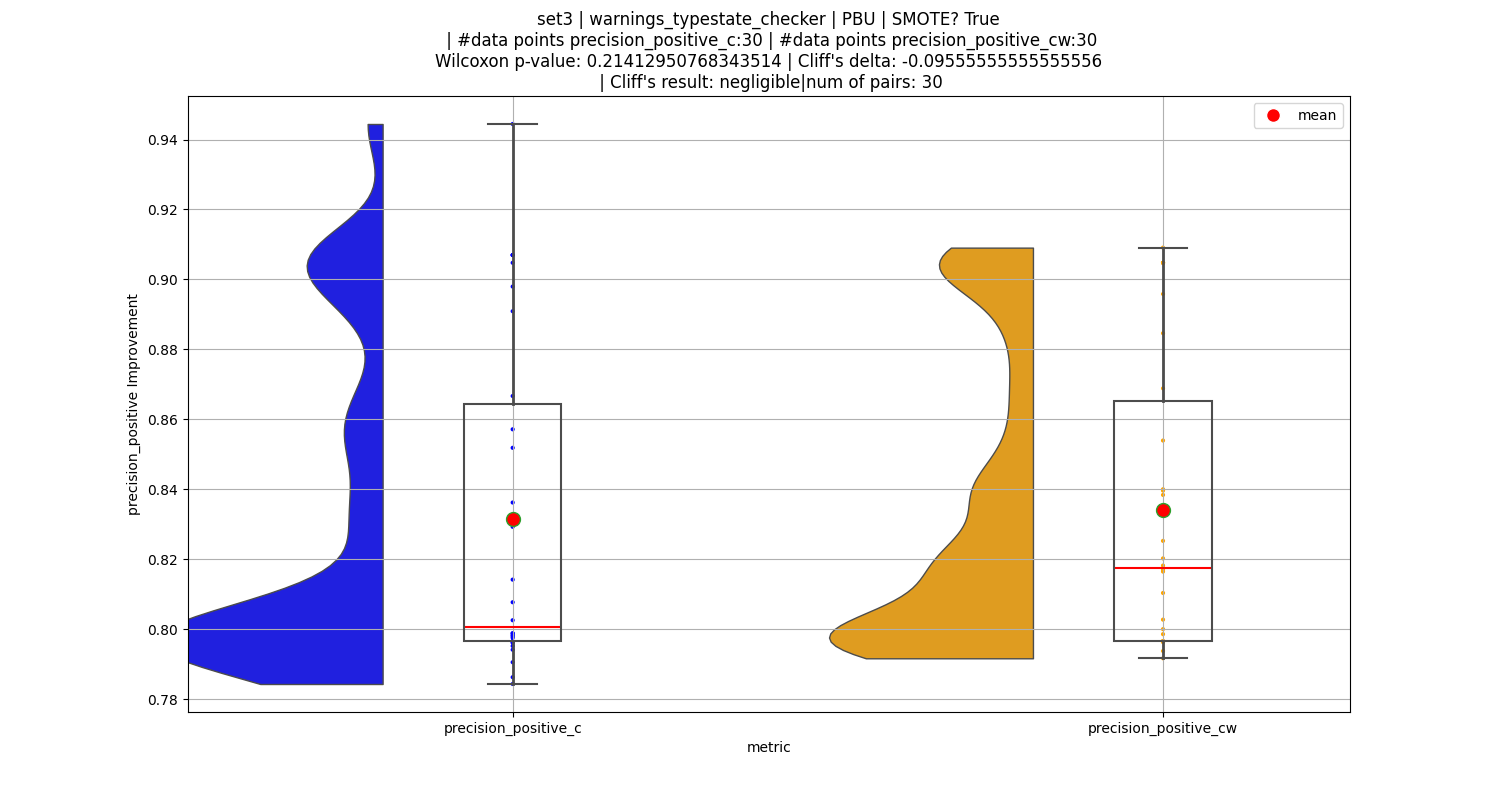 set3 | warnings_typestate_checker | PBU | SMOTE? True
| #data points precision_positive_c:30 | #data points precision_positive_cw:30
Wilcoxon p-value: 0.21412950768343514 | Cliff's delta: -0.09555555555555556
| Cliff's result: negligible|num of pairs: 30
mean
precision_positive Improvement
0.94
0.92
0.90
0.88
0.86
0.84
0.82
0.80
0.78
precision_positive_c
precision_positive_cw
metric